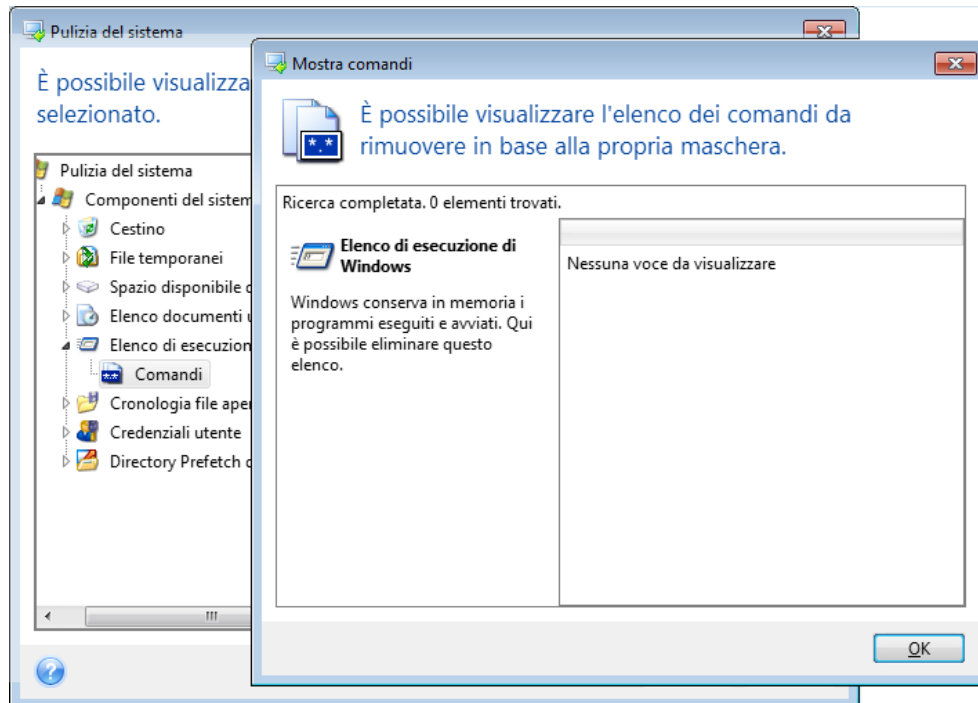 Pulizia del sistema
È possibile visualizza
selezionato.
Pulizia del sistema
Componenti del sistem
Cestino
File temporanei
Spazio disponibile
Elenco documenti
Elenco di esecuzion
Comandi
Cronologia file aper
Credenziali utente
Directory Prefetch
Mostra comandi
*.*
È possibile visualizzare l'elenco dei comandi da
rimuovere in base alla propria maschera.
Ricerca completata. 0 elementi trovati.
Elenco di esecuzione di
Windows
Windows conserva in memoria i
programmi eseguiti e avviati. Qui
è possibile eliminare questo
elenco.
Nessuna voce da visualizzare
OK